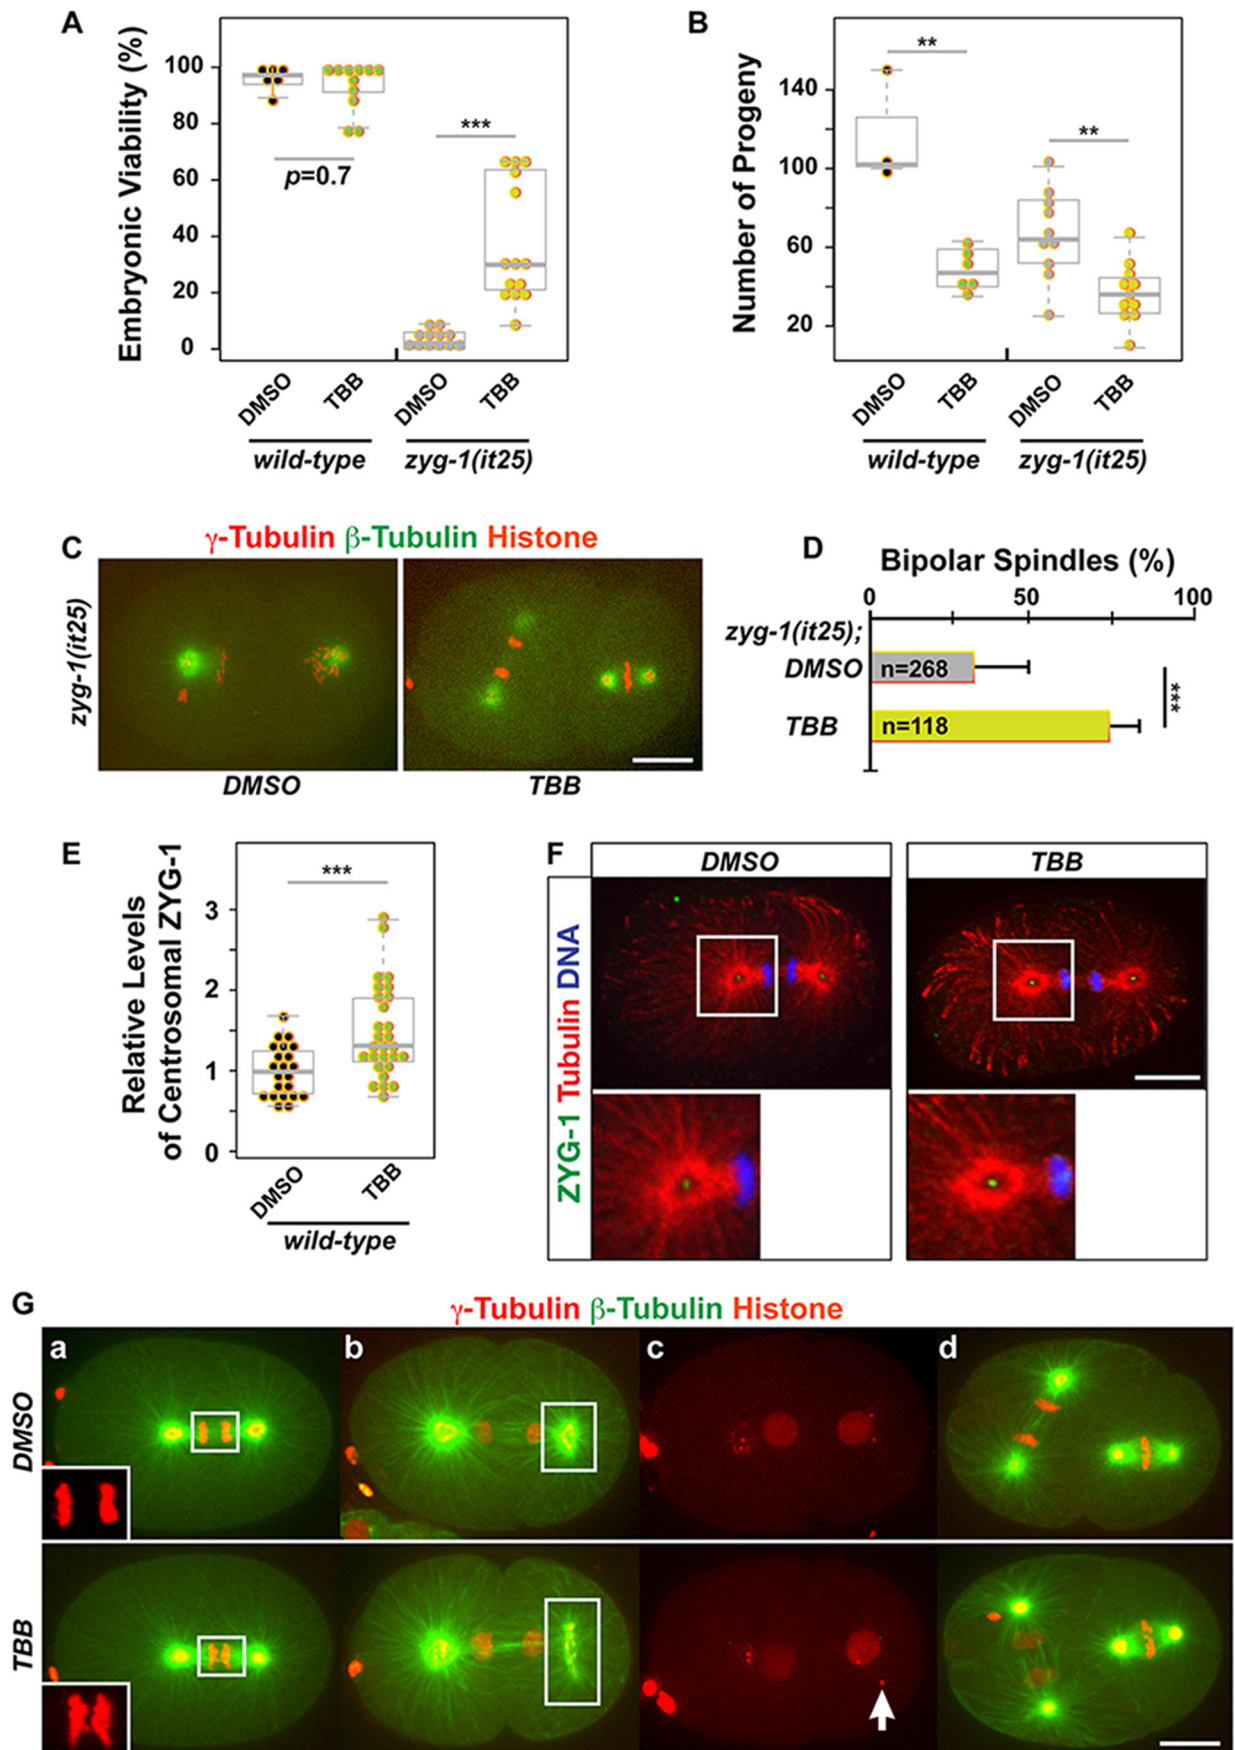 A
Embryonic Viability (%)
100
80
60
40
20
0
***
p=0.7
DMSO
TBB
DMSO
TBB
wild-type
zyg-1(it25)
B
Number of Progeny
140
100
60
20
**
**
DMSO
TBB
DMSO
TBB
wild-type
zyg-1(it25)
C
γ-Tubulin β-Tubulin Histone
zyg-1(it25)
DMSO
TBB
D
Bipolar Spindles (%)
0 50 100
zyg-1(it25);
DMSO
n=268
TBB
n=118
***
E
Relative Levels
of Centrosomal ZYG-1
3
2
1
0
***
DMSO
TBB
wild-type
F
DMSO
TBB
ZYG-1 Tubulin DNA
G
γ-Tubulin β-Tubulin Histone
a
b
c
d
DMSO
TBB